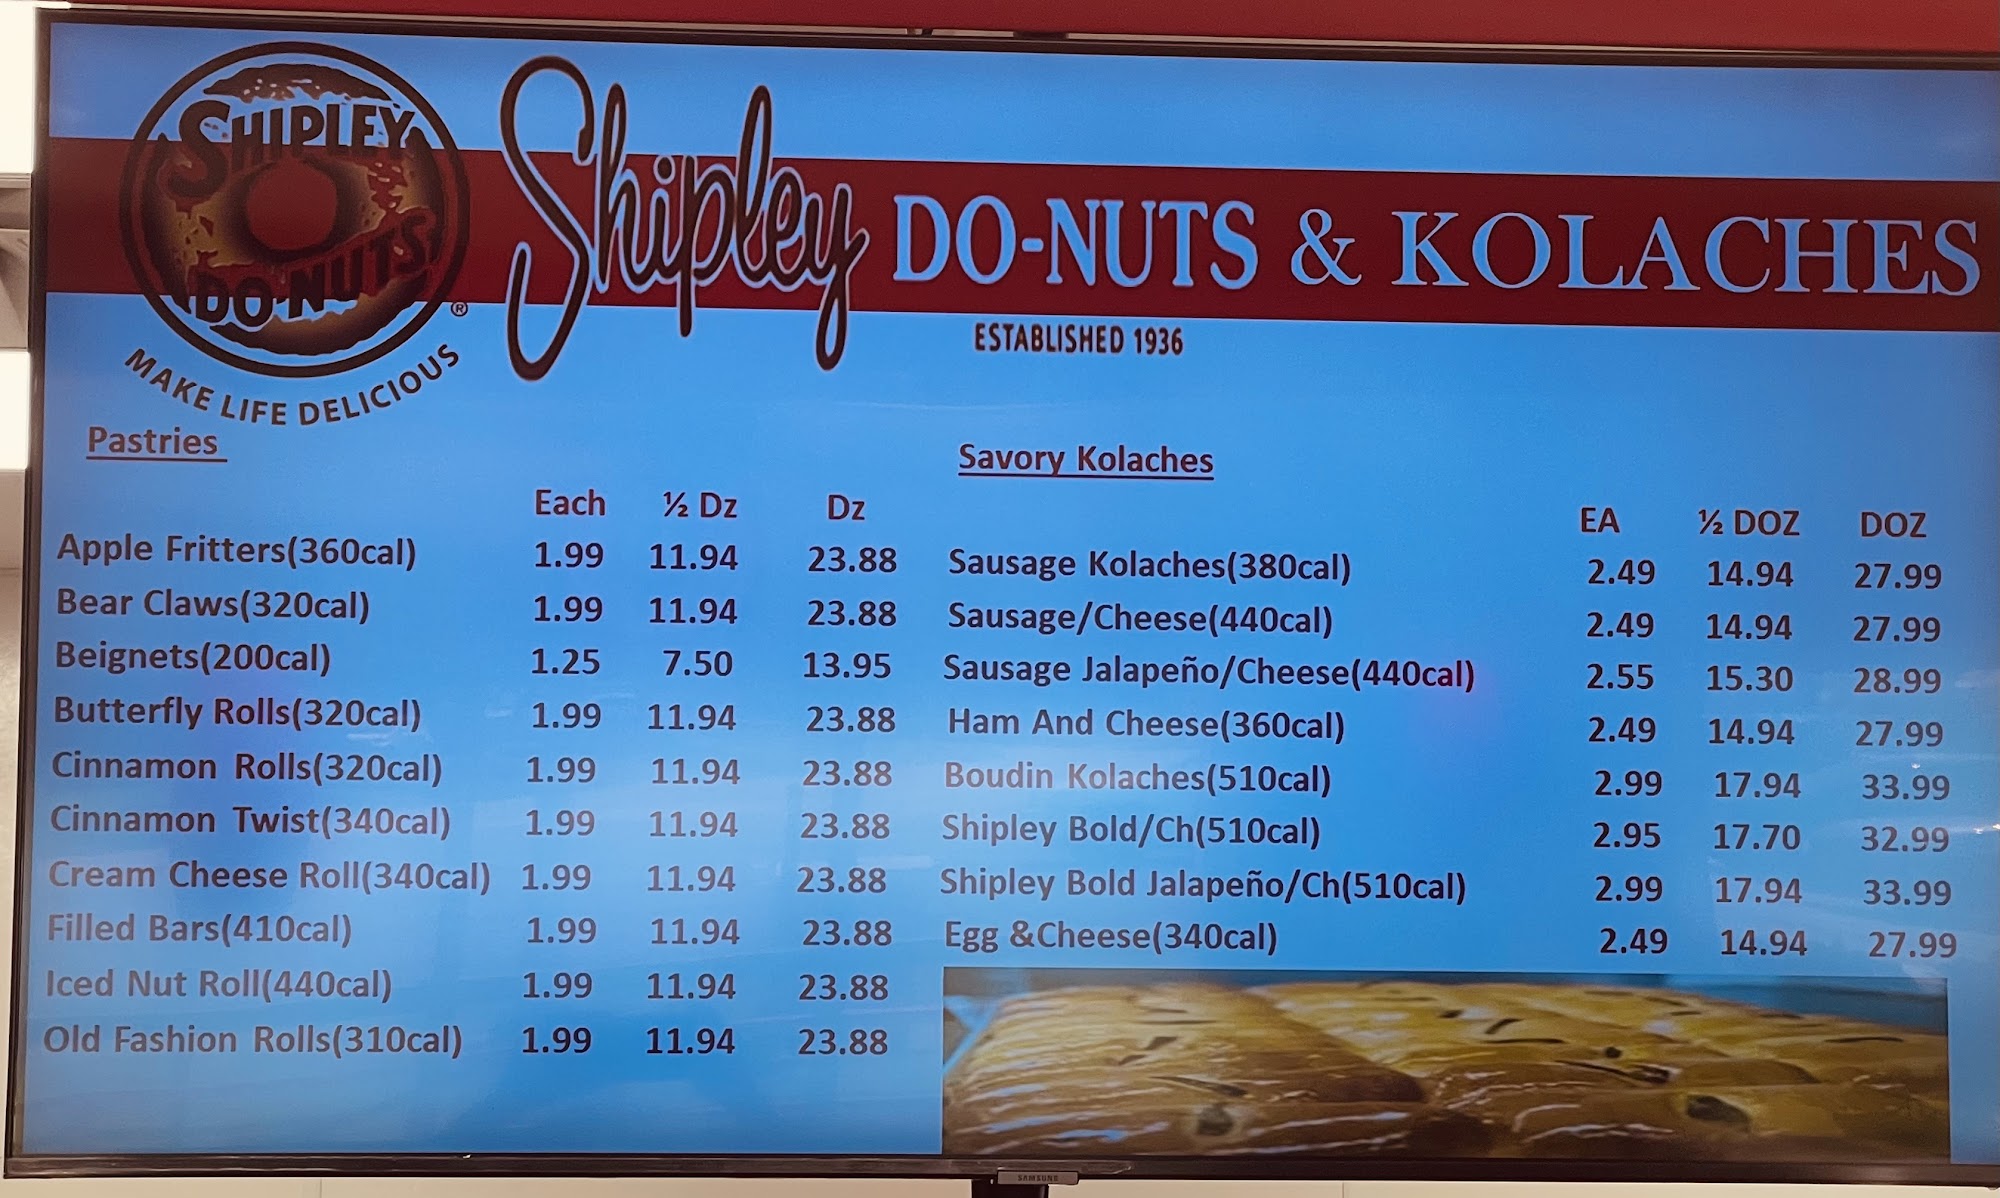 SHIPLEY
DO-NUTS
®
MAKE LIFE DELICIOUS
Shipley DO-NUTS & KOLACHES
ESTABLISHED 1936
Pastries
Each ½ Dz Dz
Apple Fritters(360cal) 1.99 11.94 23.88
Bear Claws(320cal) 1.99 11.94 23.88
Beignets(200cal) 1.25 7.50 13.95
Butterfly Rolls(320cal) 1.99 11.94 23.88
Cinnamon Rolls(320cal) 1.99 11.94 23.88
Cinnamon Twist(340cal) 1.99 11.94 23.88
Cream Cheese Roll(340cal) 1.99 11.94 23.88
Filled Bars(410cal) 1.99 11.94 23.88
Iced Nut Roll(440cal) 1.99 11.94 23.88
Old Fashion Rolls(310cal) 1.99 11.94 23.88
Savory Kolaches
EA ½ DOZ DOZ
Sausage Kolaches(380cal) 2.49 14.94 27.99
Sausage/Cheese(440cal) 2.49 14.94 27.99
Sausage Jalapeño/Cheese(440cal) 2.55 15.30 28.99
Ham And Cheese(360cal) 2.49 14.94 27.99
Boudin Kolaches(510cal) 2.99 17.94 33.99
Shipley Bold/Ch(510cal) 2.95 17.70 32.99
Shipley Bold Jalapeño/Ch(510cal) 2.99 17.94 33.99
Egg &Cheese(340cal) 2.49 14.94 27.99
SAMSUNG